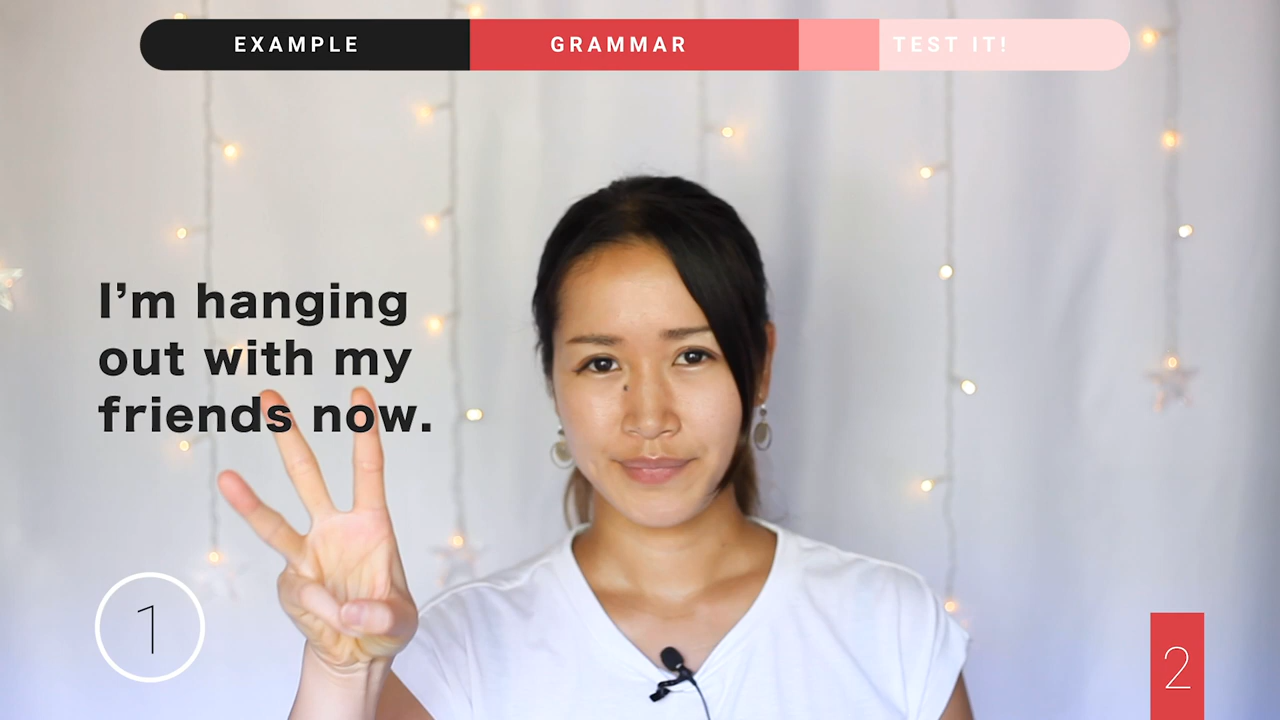 EXAMPLE GRAMMAR TEST IT!
I'm hanging
out with my
friends now.
1
2